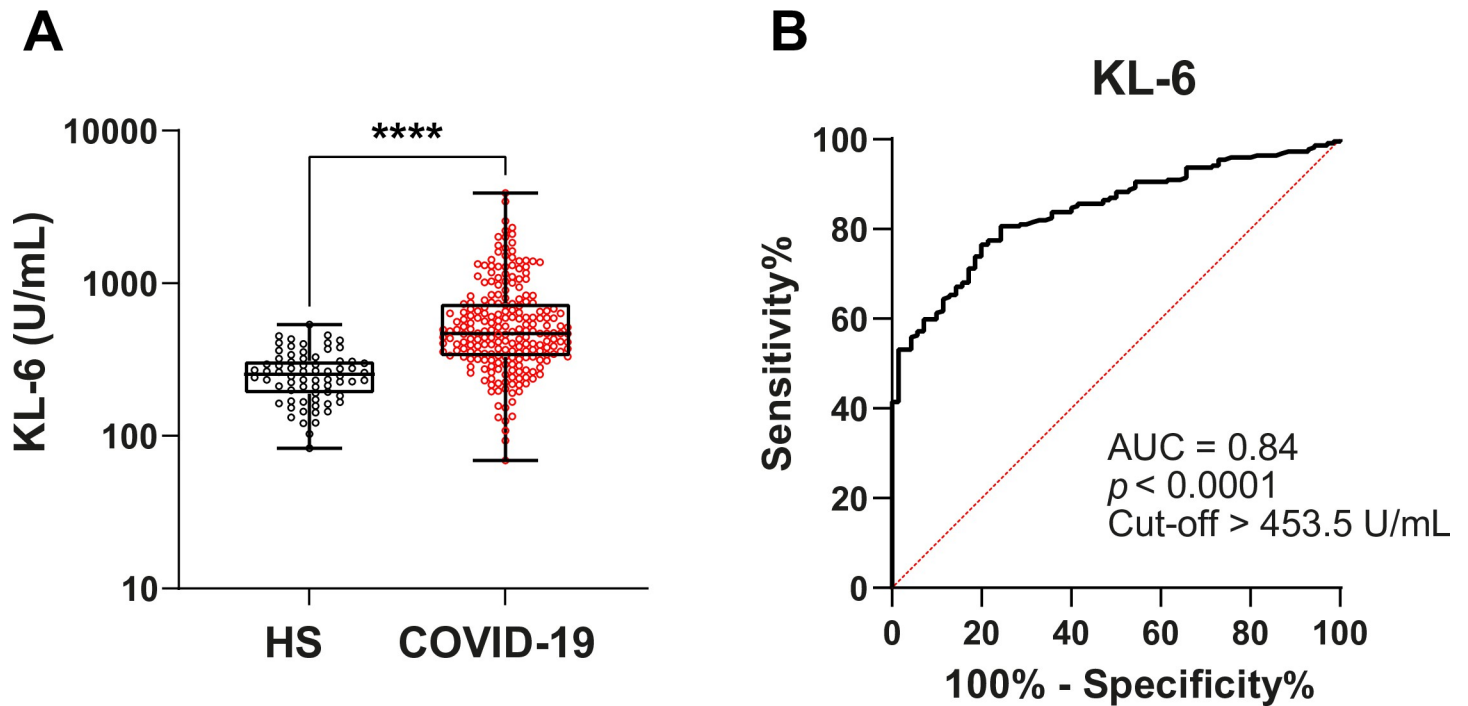 A
KL-6 (U/mL)
10000
1000
100
10
****
HS
COVID-19
B
KL-6
Sensitivity%
100
80
60
40
20
0
AUC = 0.84
p < 0.0001
Cut-off > 453.5 U/mL
0 20 40 60 80 100
100% - Specificity%